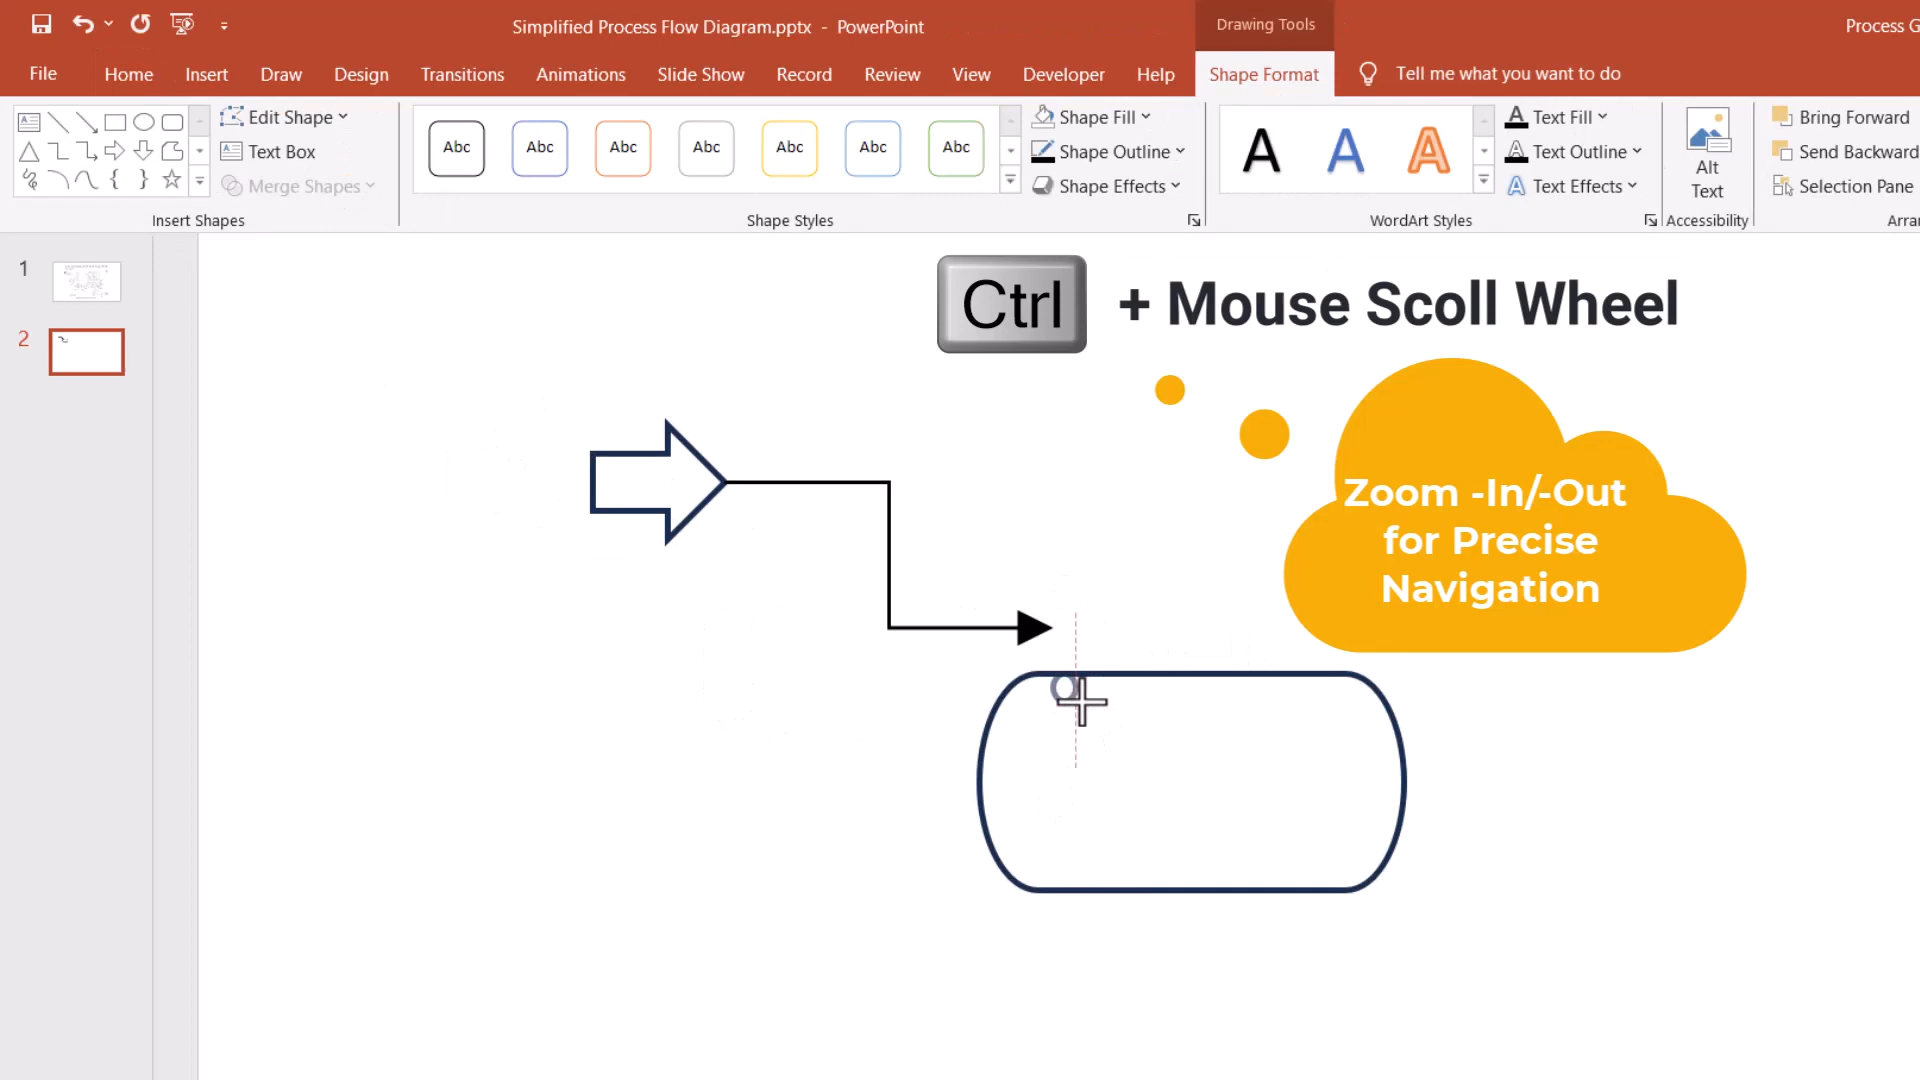 Simplified Process Flow Diagram.pptx - PowerPoint
Drawing Tools
Process G
File Home Insert Draw Design Transitions Animations Slide Show Record Review View Developer Help Shape Format Tell me what you want to do
Edit Shape
Text Box
Merge Shapes
Insert Shapes
Abc Abc Abc Abc Abc Abc Abc
Shape Fill
Shape Outline
Shape Effects
Shape Styles
A A A
Text Fill
Text Outline
Text Effects
WordArt Styles
Alt
Text
Accessibility
Bring Forward
Send Backward
Selection Pane
Arran
1
2
Ctrl + Mouse Scoll Wheel
Zoom -In/-Out
for Precise
Navigation